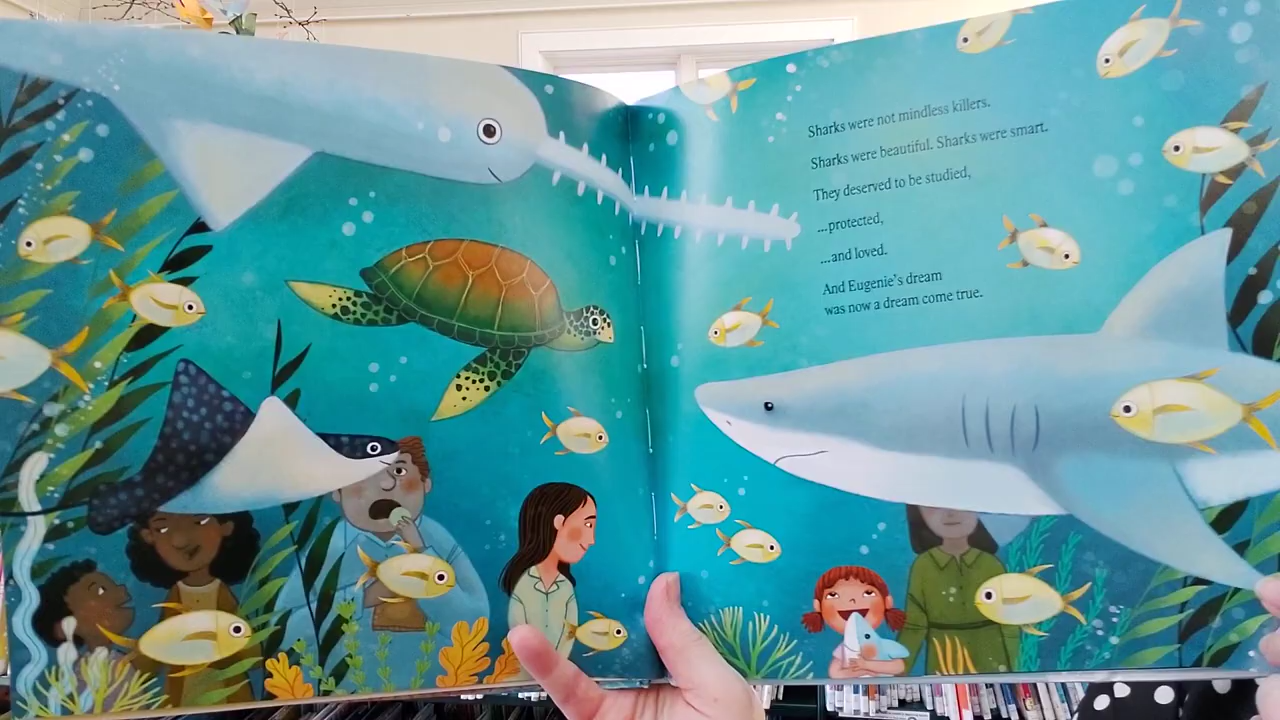 Sharks were not mindless killers.
Sharks were beautiful. Sharks were smart.
They deserved to be studied,
...protected,
...and loved.
And Eugenie's dream
was now a dream come true.